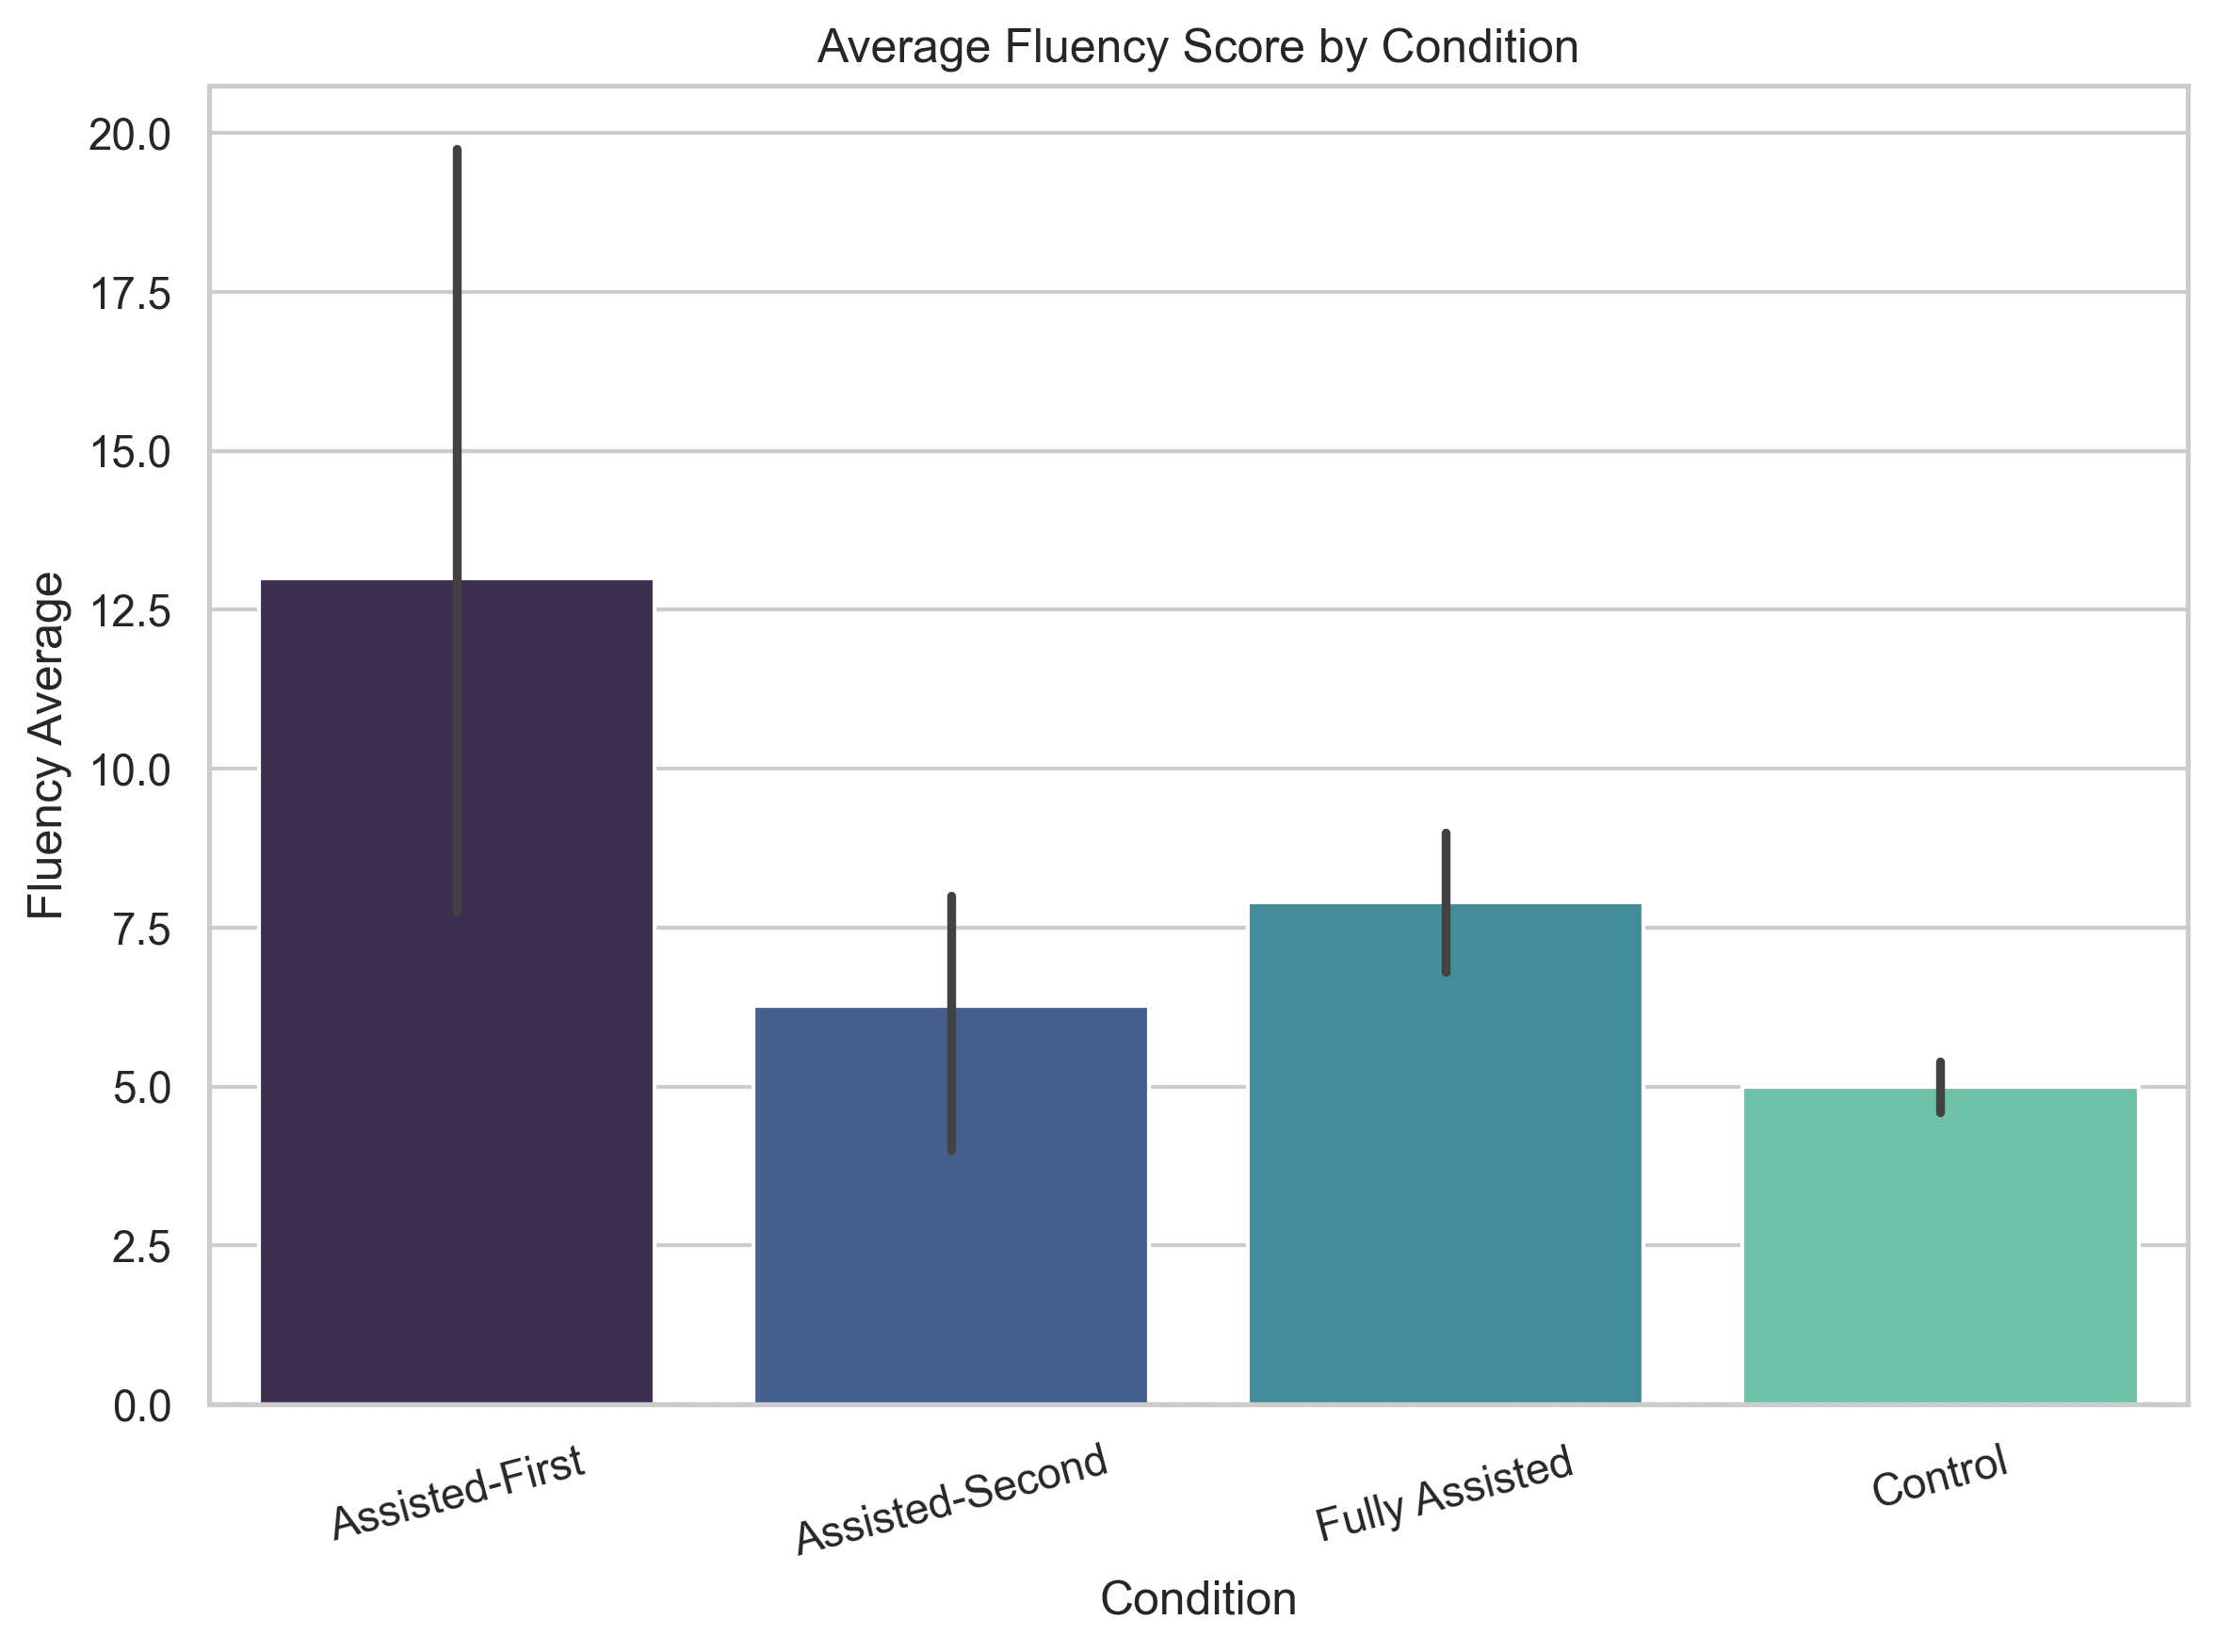 Average Fluency Score by Condition
20.0
17.5
15.0
12.5
10.0
7.5
5.0
2.5
0.0
Fluency Average
Assisted-First
Assisted-Second
Fully Assisted
Control
Condition